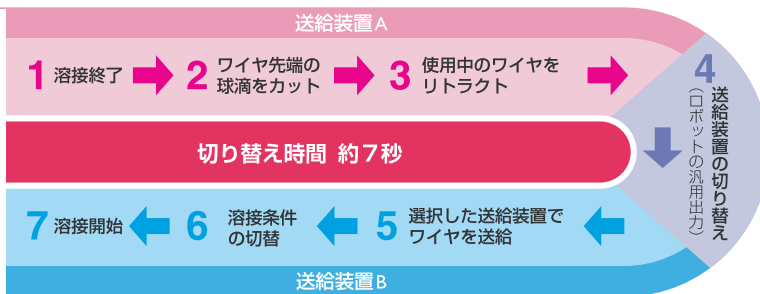 送給装置A
1 溶接終了
2 ワイヤ先端の
球滴をカット
3 使用中のワイヤを
リトラクト
4 送給装置の切り替え
（ロボットの汎用出力）
切り替え時間 約7秒
5 選択した送給装置で
ワイヤを送給
6 溶接条件
の切替
7 溶接開始
送給装置B